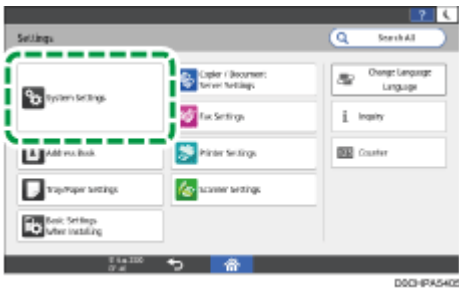 ?
Settings
Search All
System Settings
Copier / Document
Server Settings
Change Language
Language
Fax Settings
Inquiry
Address Book
Printer Settings
Counter
Tray/Paper Settings
Scanner Settings
Basic Settings
When Installing
D0CHPA5405